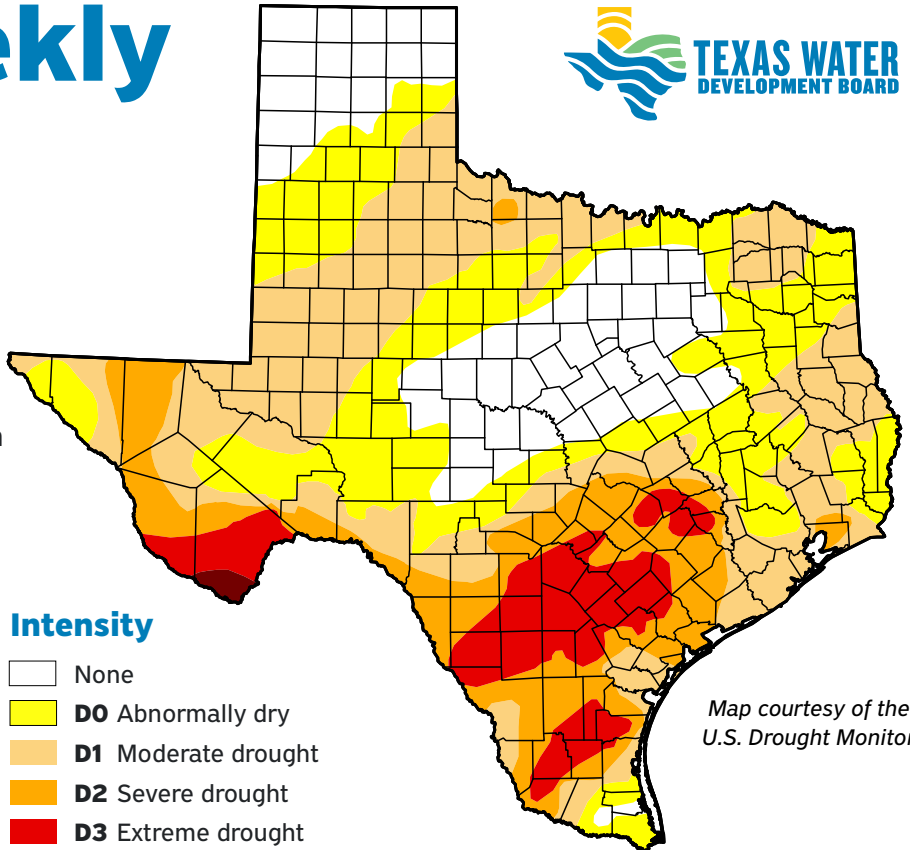 ekly
TEXAS WATER
DEVELOPMENT BOARD
Intensity
None
D0 Abnormally dry
D1 Moderate drought
D2 Severe drought
D3 Extreme drought
Map courtesy of the
U.S. Drought Monitor